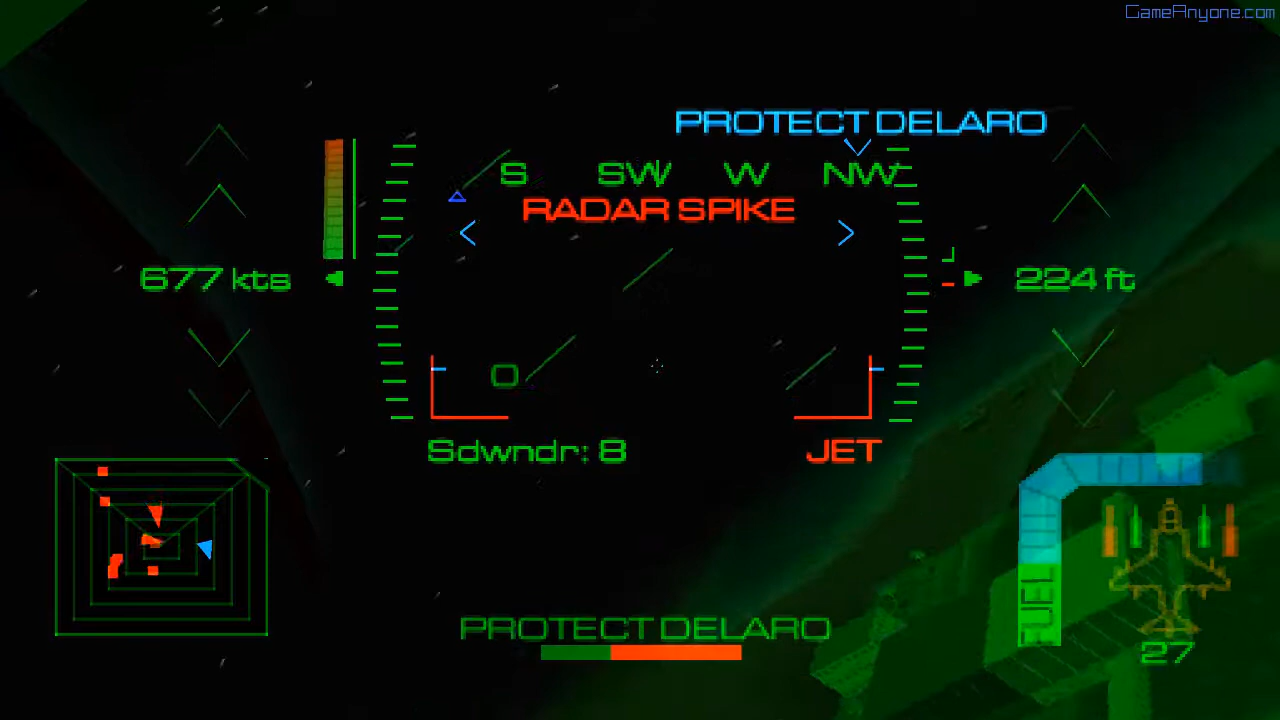 GameAnyone.com
PROTECT DELARO
S SW W NW
RADAR SPIKE
677 kts
224 ft
O
Sdwndr: 8
JET
FUEL
PROTECT DELARO
27